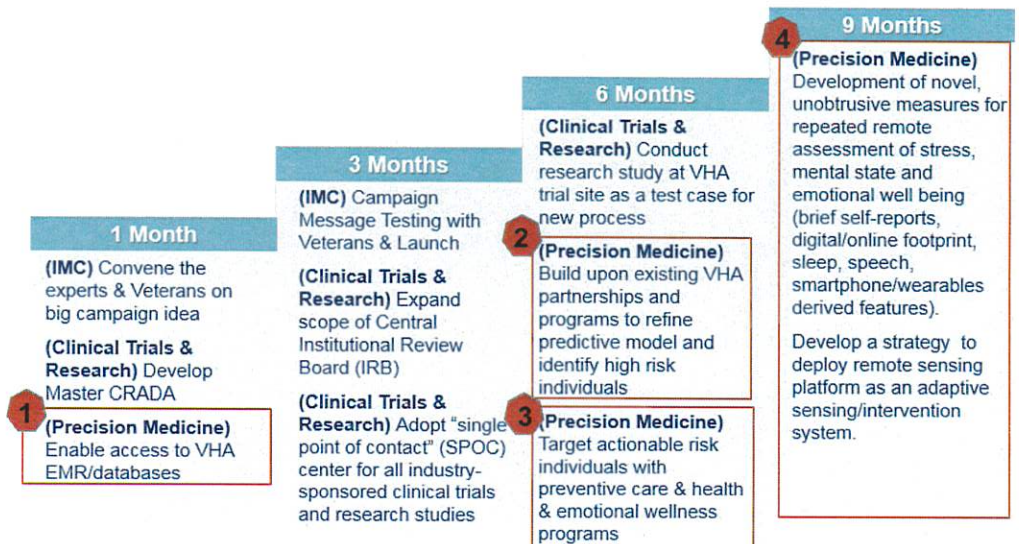 1 Month
(IMC) Convene the
experts & Veterans on
big campaign idea
(Clinical Trials &
Research) Develop
Master CRADA
1
(Precision Medicine)
Enable access to VHA
EMR/databases
3 Months
(IMC) Campaign
Message Testing with
Veterans & Launch
(Clinical Trials &
Research) Expand
scope of Central
Institutional Review
Board (IRB)
(Clinical Trials &
Research) Adopt “single
point of contact” (SPOC)
center for all industry-
sponsored clinical trials
and research studies
6 Months
(Clinical Trials &
Research) Conduct
research study at VHA
trial site as a test case for
new process
2
(Precision Medicine)
Build upon existing VHA
partnerships and
programs to refine
predictive model and
identify high risk
individuals
3
(Precision Medicine)
Target actionable risk
individuals with
preventive care & health
& emotional wellness
programs
9 Months
4
(Precision Medicine)
Development of novel,
unobtrusive measures for
repeated remote
assessment of stress,
mental state and
emotional well being
(brief self-reports,
digital/online footprint,
sleep, speech,
smartphone/wearables
derived features).
Develop a strategy to
deploy remote sensing
platform as an adaptive
sensing/intervention
system.